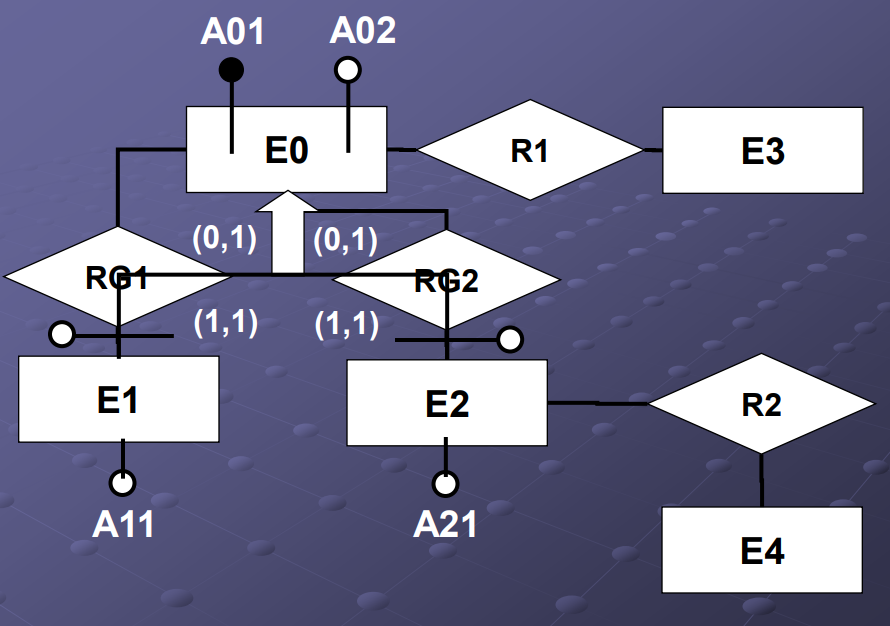 A01 A02
E0
R1
E3
(0,1) (0,1)
RG1
RG2
(1,1) (1,1)
E1
E2
R2
A11
A21
E4